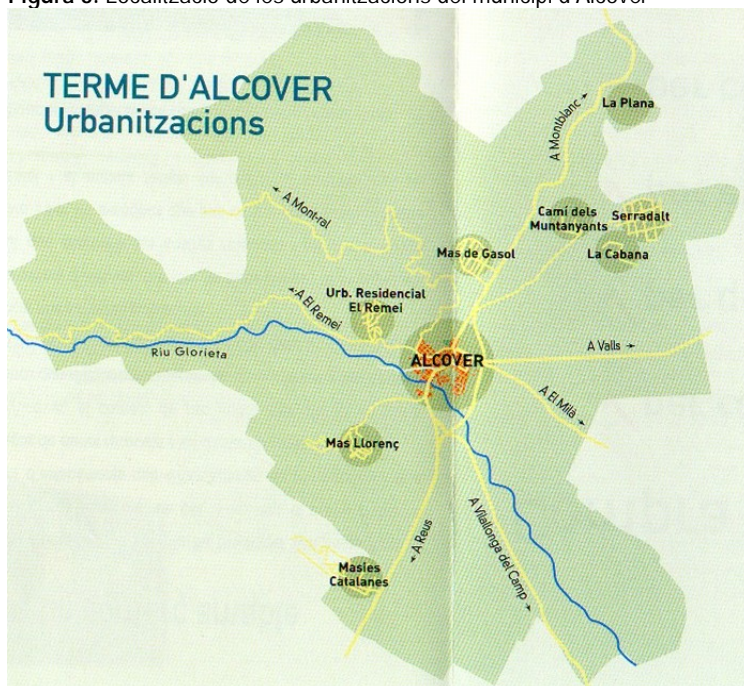 Figura 3. Localització de les urbanitzacions del municipi d'Alcover
TERME D'ALCOVER
Urbanitzacions
La Plana
A Montblanc
A Mont-ral
Camí dels
Muntanyants
Serradalt
Mas de Gasol
La Cabana
Urb. Residencial
El Remei
A El Remei
Riu Glorieta
ALCOVER
A Valls
A El Milà
Mas Llorenç
A Reus
A Vilallonga del Camp
Masies
Catalanes